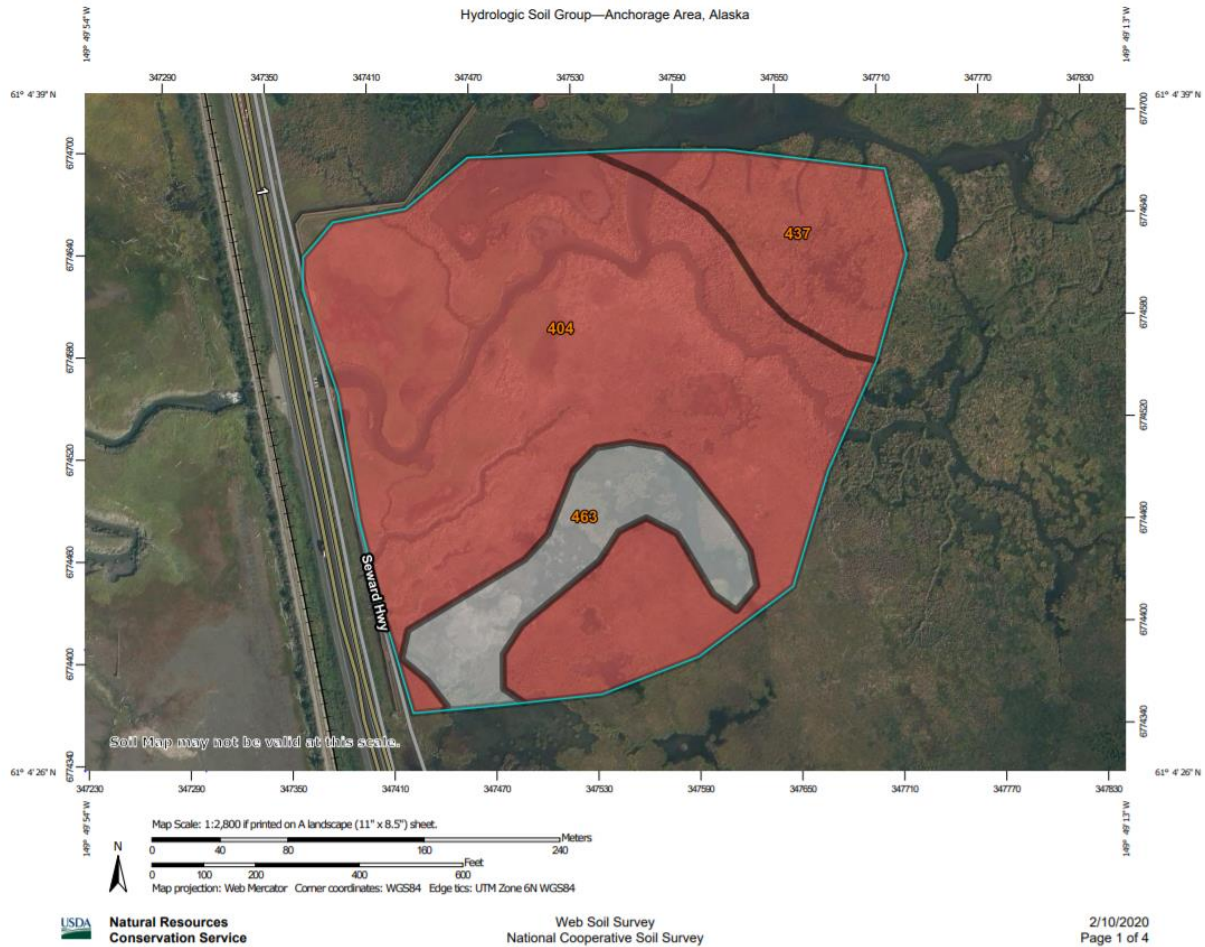 Hydrologic Soil Group—Anchorage Area, Alaska
149° 49' 54" W
149° 49' 13" W
347290 347350 347410 347470 347530 347590 347650 347710 347770 347830
61° 4' 39" N
61° 4' 39" N
6774700
6774640
6774580
6774520
6774460
6774400
6774340
6774700
6774640
6774580
6774520
6774460
6774400
6774340
1
437
404
463
Seward Hwy
Soil Map may not be valid at this scale.
61° 4' 26" N
61° 4' 26" N
347230 347290 347350 347410 347470 347530 347590 347650 347710 347770 347830
149° 49' 54" W
149° 49' 13" W
Map Scale: 1:2,800 if printed on A landscape (11" x 8.5") sheet.
Meters
0 40 80 160 240
Feet
0 100 200 400 600
Map projection: Web Mercator Corner coordinates: WGS84 Edge tics: UTM Zone 6N WGS84
N
USDA
Natural Resources
Conservation Service
Web Soil Survey
National Cooperative Soil Survey
2/10/2020
Page 1 of 4